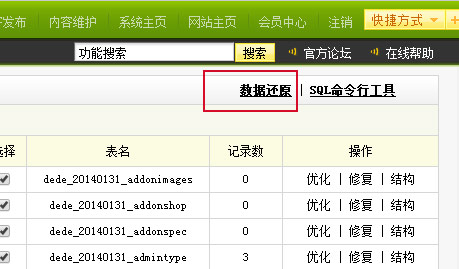 发布 内容维护 系统主页 网站主页 会员中心 注销 快捷方式
功能搜索 搜索 官方论坛 在线帮助
数据还原 | SQL命令行工具
选择 表名 记录数 操作
dede_20140131_addonimages 0 优化 | 修复 | 结构
dede_20140131_addonshop 0 优化 | 修复 | 结构
dede_20140131_addonspec 0 优化 | 修复 | 结构
dede_20140131_admintype 3 优化 | 修复 | 结构